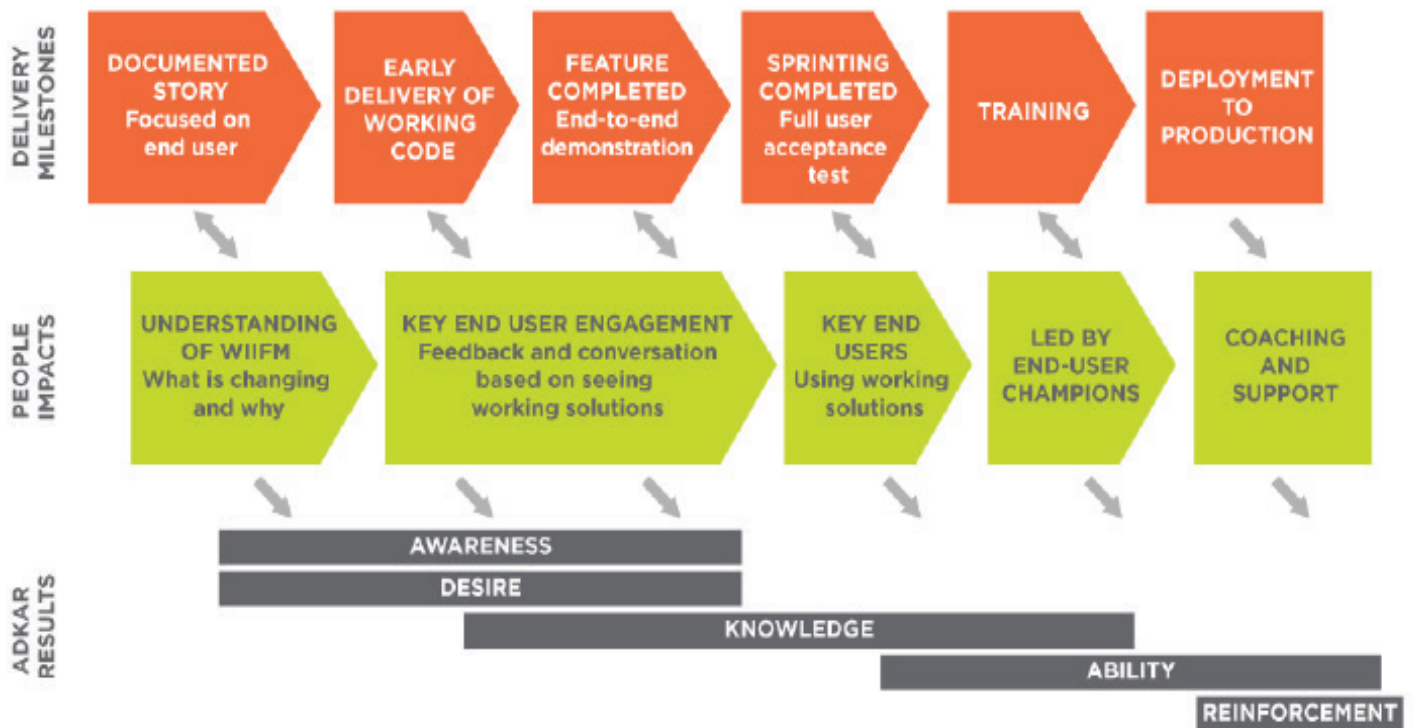 DELIVERY
MILESTONES
DOCUMENTED
STORY
Focused on
end user
EARLY
DELIVERY OF
WORKING
CODE
FEATURE
COMPLETED
End-to-end
demonstration
SPRINTING
COMPLETED
Full user
acceptance
test
TRAINING
DEPLOYMENT
TO
PRODUCTION
PEOPLE
IMPACTS
UNDERSTANDING
OF WIIFM
What is changing
and why
KEY END USER ENGAGEMENT
Feedback and conversation
based on seeing
working solutions
KEY END
USERS
Using working
solutions
LED BY
END-USER
CHAMPIONS
COACHING
AND
SUPPORT
ADKAR
RESULTS
AWARENESS
DESIRE
KNOWLEDGE
ABILITY
REINFORCEMENT